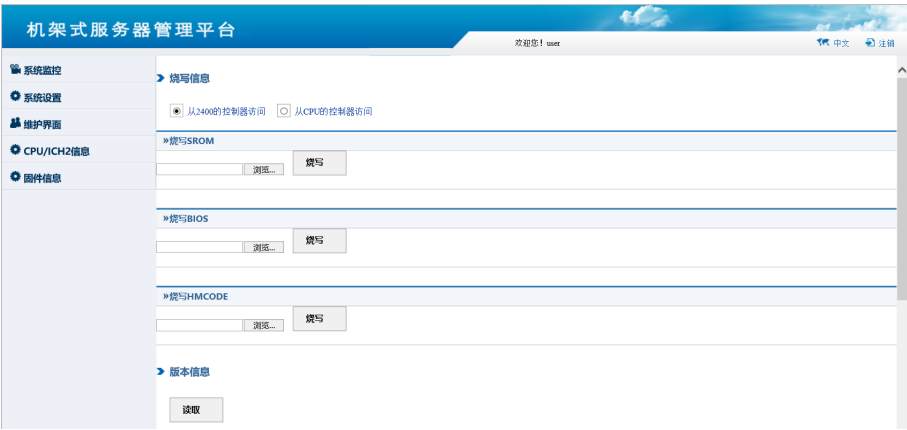 机架式服务器管理平台
欢迎您! user
中文 注销
系统监控
系统设置
维护界面
CPU/ICH2信息
固件信息
烧写信息
从2400的控制器访问 从CPU的控制器访问
»烧写SROM
浏览... 烧写
»烧写BIOS
浏览... 烧写
»烧写HMCODE
浏览... 烧写
版本信息
读取